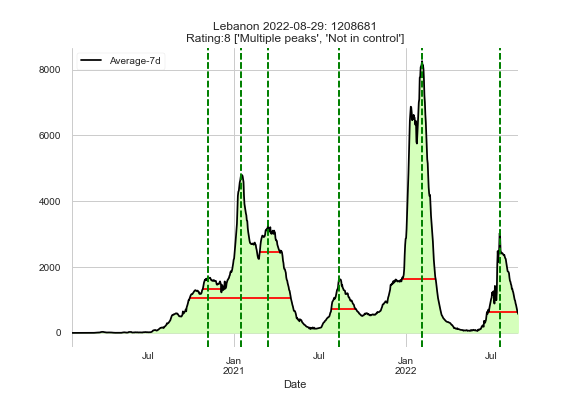 Lebanon 2022-08-29: 1208681
Rating:8 ['Multiple peaks', 'Not in control']
Average-7d
8000
6000
4000
2000
0
Jul
Jan
2021
Jul
Jan
2022
Jul
Date